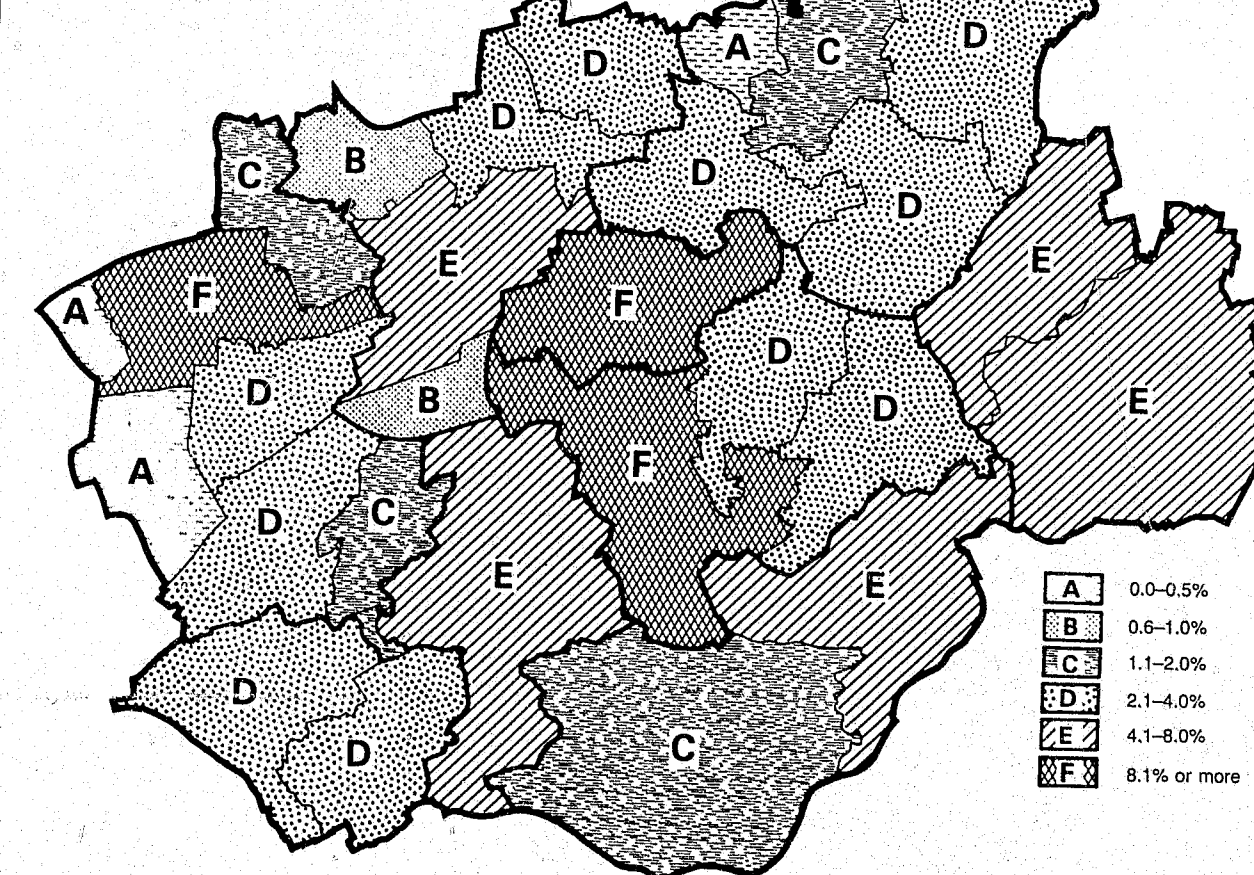 D
A
C
D
D
B
C
D
D
E
E
F
A
F
D
D
B
E
D
F
A
D
C
E
E
D
D
C
A 0.0–0.5%
B 0.6–1.0%
C 1.1–2.0%
D 2.1–4.0%
E 4.1–8.0%
F 8.1% or more